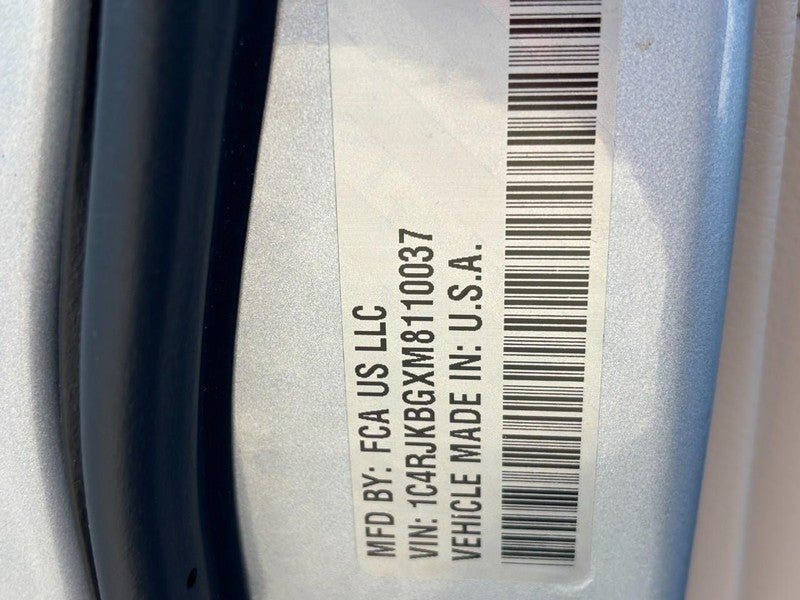 MFD BY: FCA US LLC
VIN: 1C4RJKBGXM8110037
VEHICLE MADE IN: U.S.A.